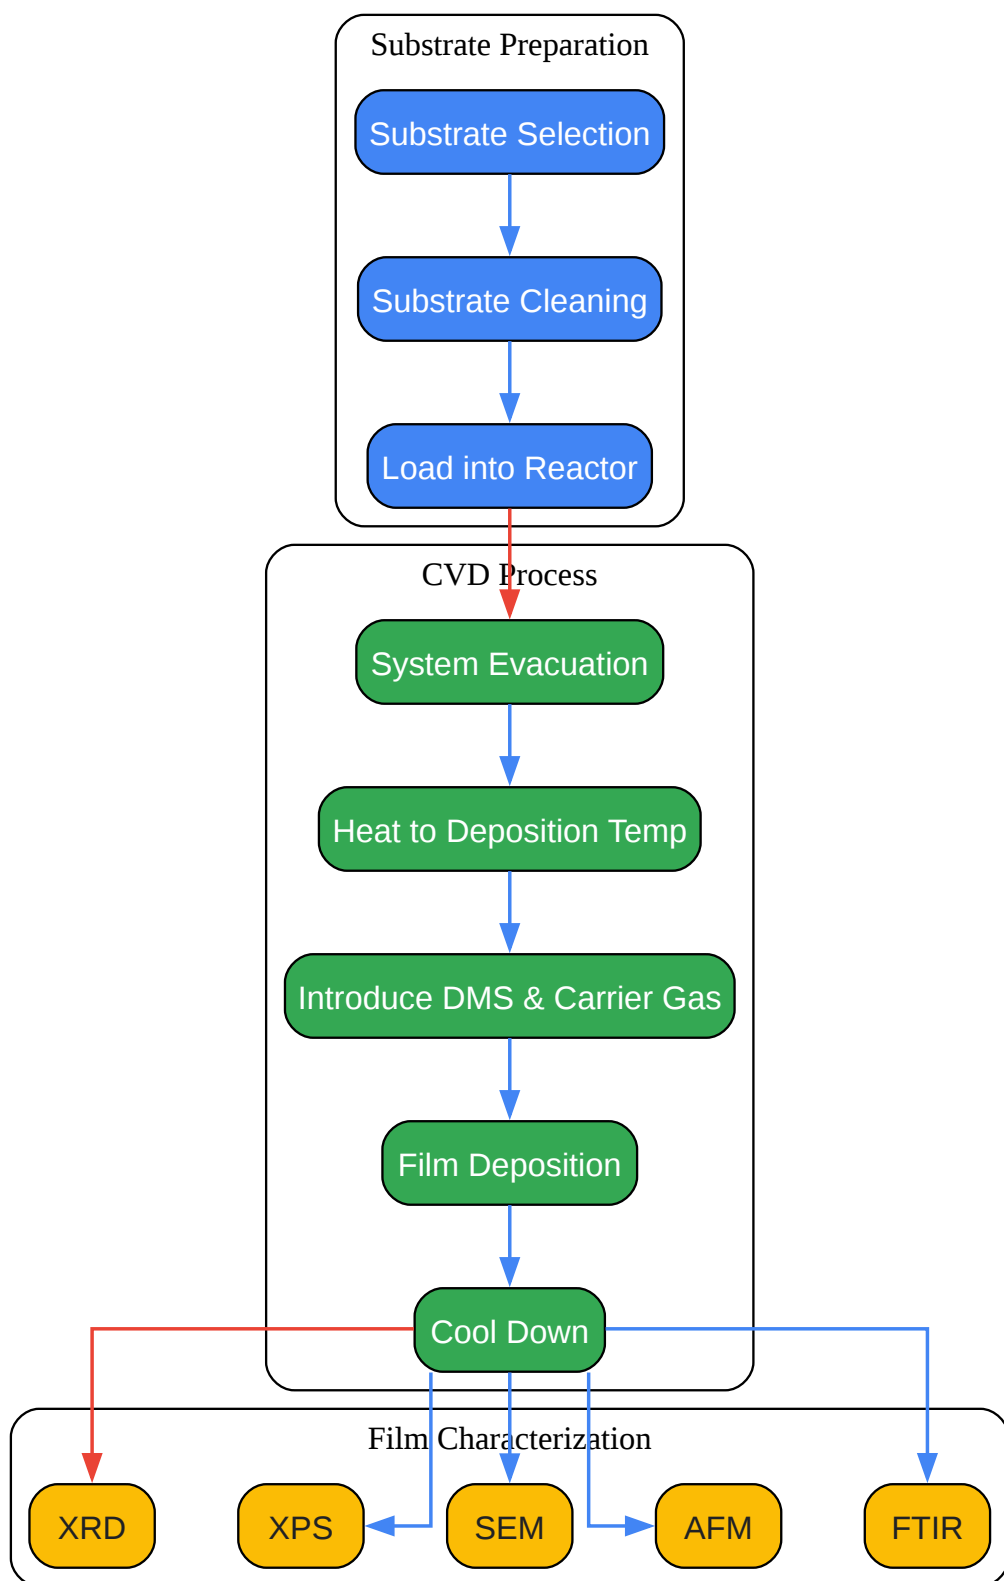 Substrate Preparation
Substrate Selection
Substrate Cleaning
Load into Reactor
CVD Process
System Evacuation
Heat to Deposition Temp
Introduce DMS & Carrier Gas
Film Deposition
Cool Down
Film Characterization
XRD
XPS
SEM
AFM
FTIR